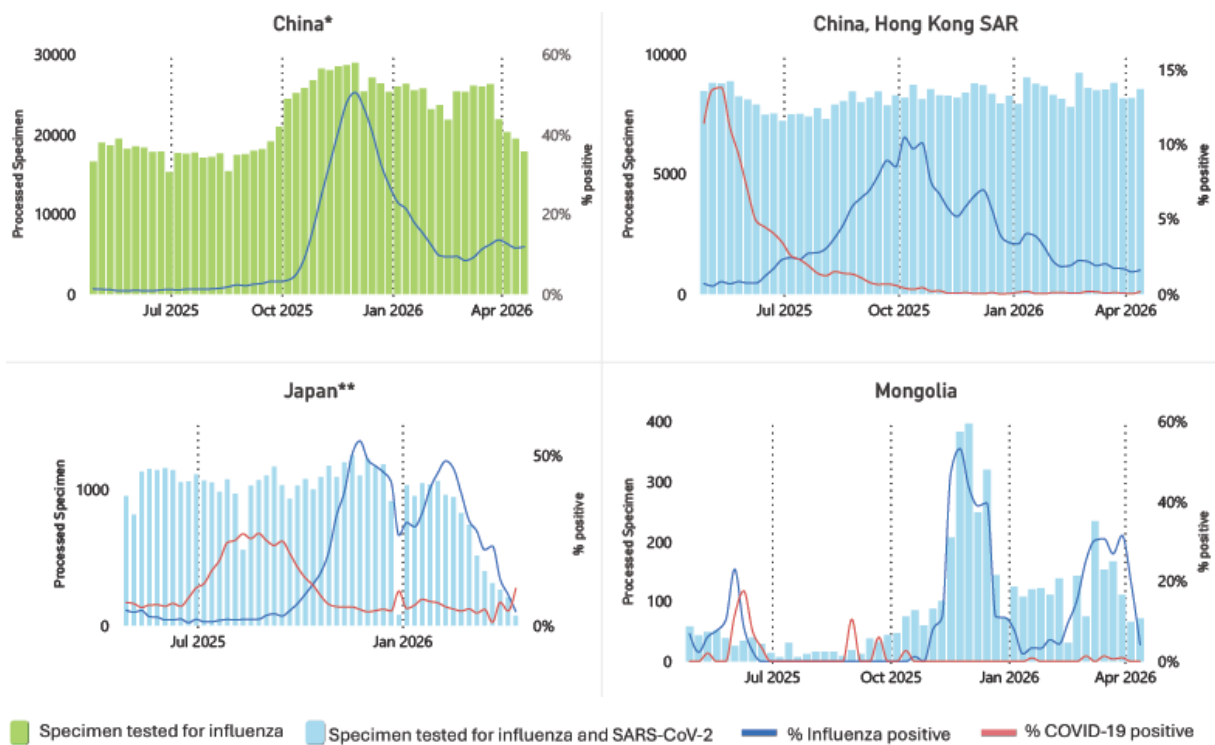 China*
30000
20000
10000
0
Processed Specimen
60%
40%
20%
0%
% positive
Jul 2025 Oct 2025 Jan 2026 Apr 2026
China, Hong Kong SAR
10000
5000
0
Processed Specimen
15%
10%
5%
0%
% positive
Jul 2025 Oct 2025 Jan 2026 Apr 2026
Japan**
1000
0
Processed Specimen
50%
0%
% positive
Jul 2025 Jan 2026
Mongolia
400
300
200
100
0
Processed Specimen
60%
40%
20%
0%
% positive
Jul 2025 Oct 2025 Jan 2026 Apr 2026
Specimen tested for influenza Specimen tested for influenza and SARS-CoV-2 % Influenza positive % COVID-19 positive